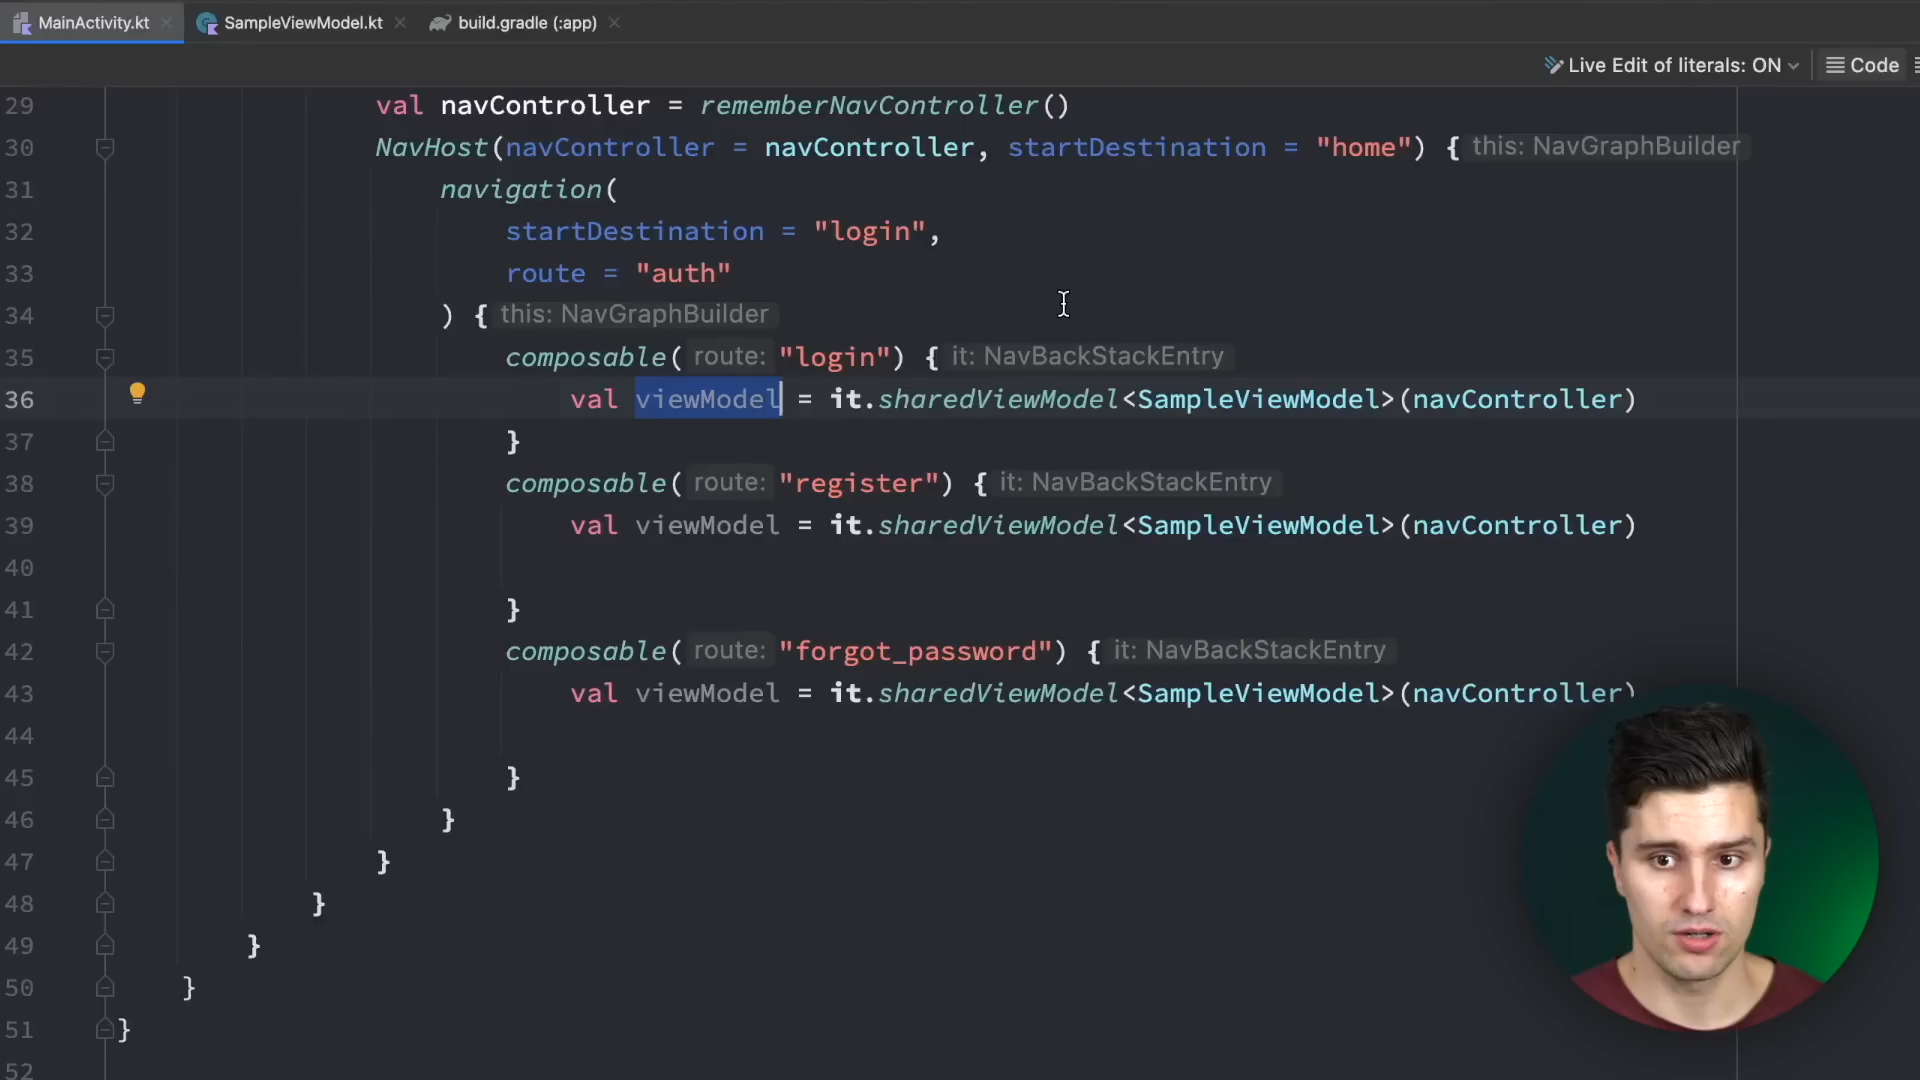 MainActivity.kt
SampleViewModel.kt
build.gradle (:app)
Live Edit of literals: ON
Code
29 val navController = rememberNavController()
30 NavHost(navController = navController, startDestination = "home") { this: NavGraphBuilder
31 navigation(
32 startDestination = "login",
33 route = "auth"
34 ) { this: NavGraphBuilder
35 composable( route: "login") { it: NavBackStackEntry
36 val viewModel = it.sharedViewModel<SampleViewModel>(navController)
37 }
38 composable( route: "register") { it: NavBackStackEntry
39 val viewModel = it.sharedViewModel<SampleViewModel>(navController)
40
41 }
42 composable( route: "forgot_password") { it: NavBackStackEntry
43 val viewModel = it.sharedViewModel<SampleViewModel>(navController)
44
45 }
46 }
47 }
48 }
49 }
50 }
51 }
52